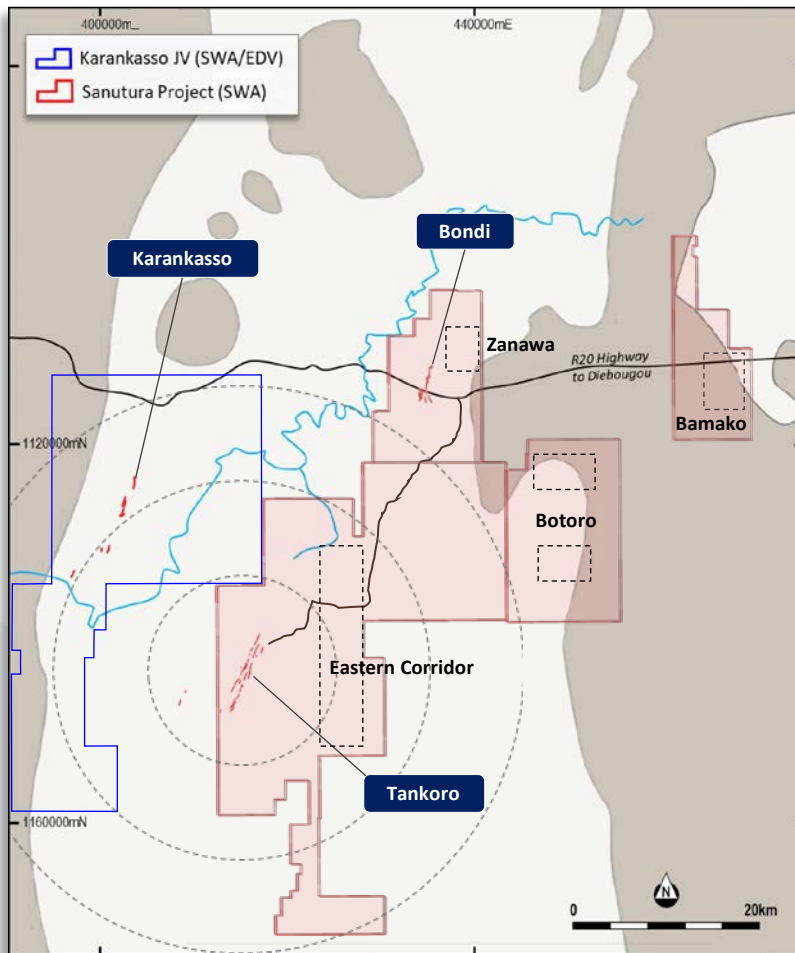 400000m_
440000mE
Karankasso JV (SWA/EDV)
Sanutura Project (SWA)
Bondi
Karankasso
Zanawa
R20 Highway
to Diebougou
Bamako
1120000mN
Botoro
Eastern Corridor
Tankoro
1160000mN
N
0
20km